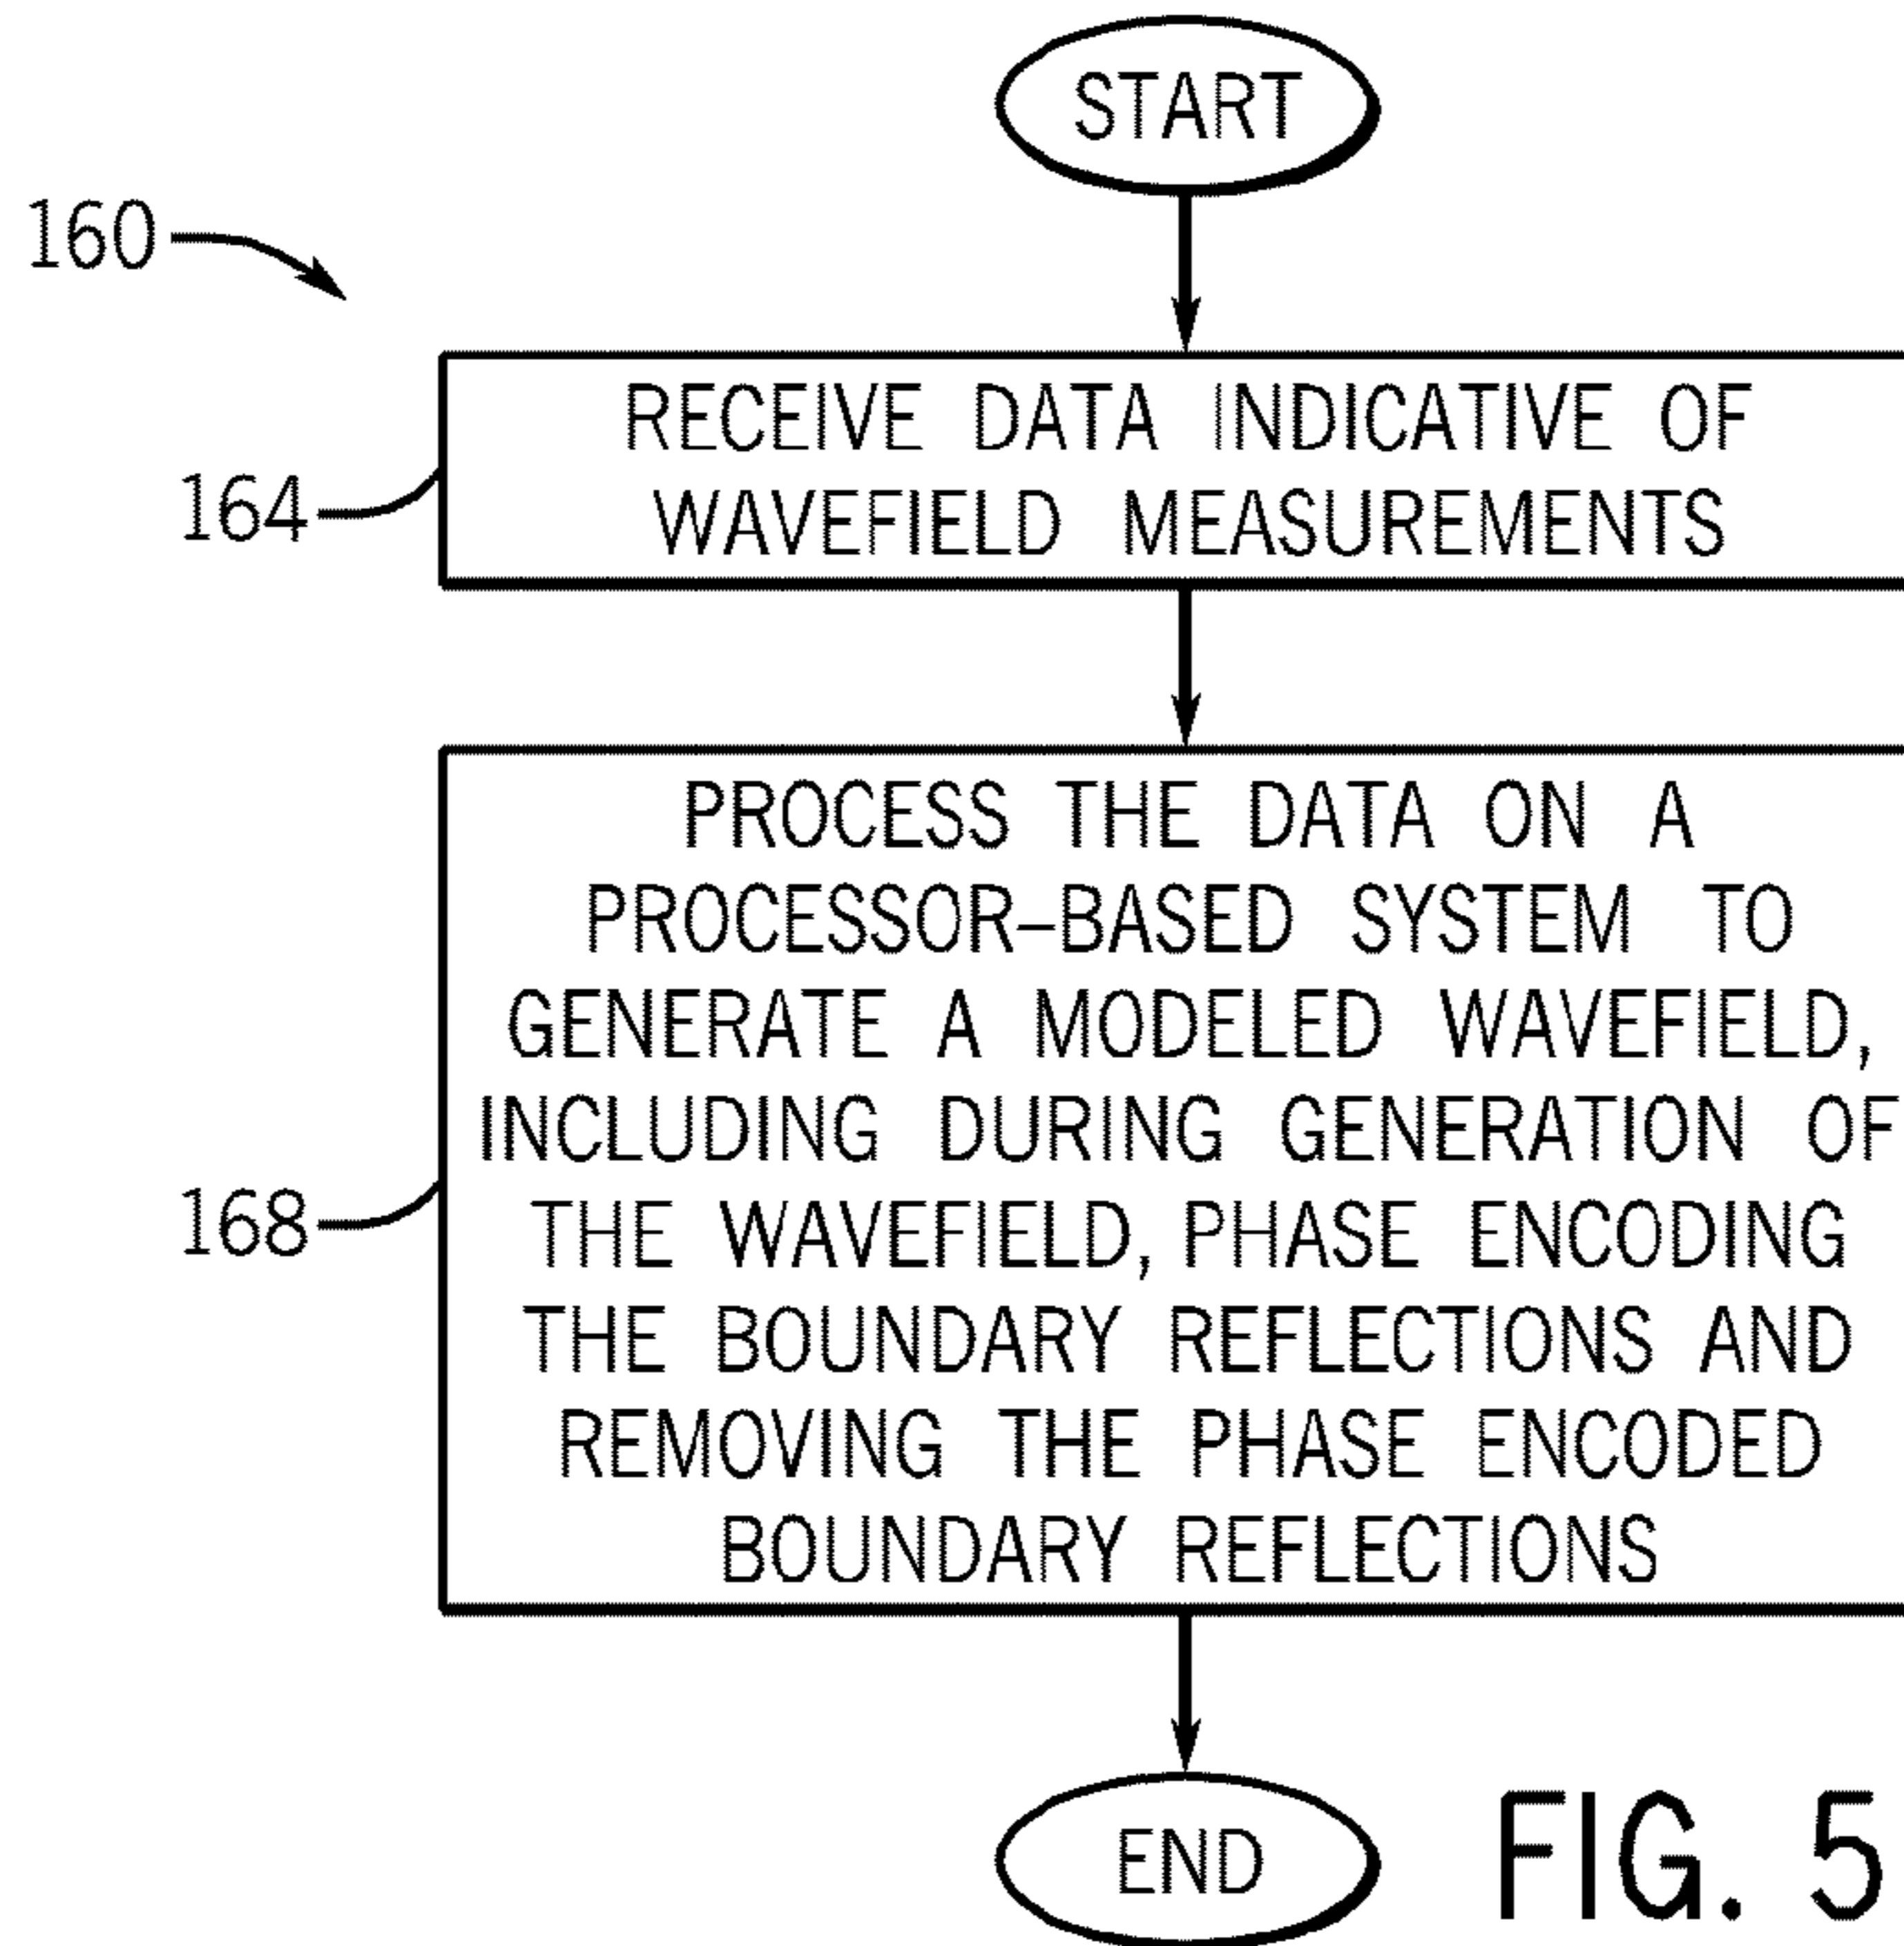 START
160
RECEIVE DATA INDICATIVE OF
WAVEFIELD MEASUREMENTS
164
PROCESS THE DATA ON A
PROCESSOR–BASED SYSTEM TO
GENERATE A MODELED WAVEFIELD,
INCLUDING DURING GENERATION OF
THE WAVEFIELD, PHASE ENCODING
THE BOUNDARY REFLECTIONS AND
REMOVING THE PHASE ENCODED
BOUNDARY REFLECTIONS
168
END
FIG. 5